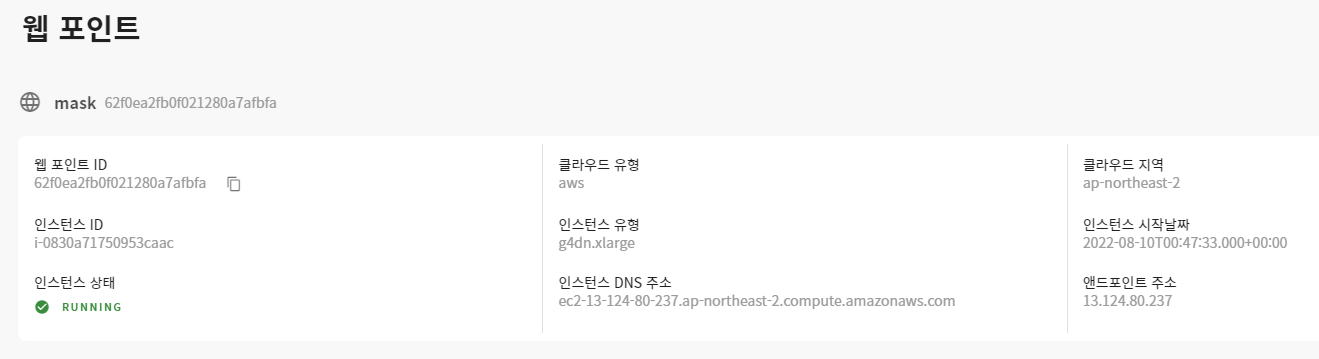 웹 포인트
mask 62f0ea2fb0f021280a7afbfa
웹 포인트 ID
62f0ea2fb0f021280a7afbfa
인스턴스 ID
i-0830a71750953caac
인스턴스 상태
RUNNING
클라우드 유형
aws
인스턴스 유형
g4dn.xlarge
인스턴스 DNS 주소
ec2-13-124-80-237.ap-northeast-2.compute.amazonaws.com
클라우드 지역
ap-northeast-2
인스턴스 시작날짜
2022-08-10T00:47:33.000+00:00
앤드포인트 주소
13.124.80.237